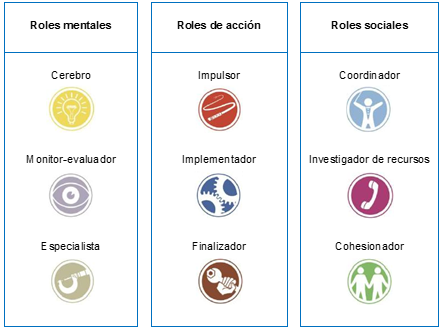 Roles mentales
Cerebro
Monitor-evaluador
Especialista
Roles de acción
Impulsor
Implementador
Finalizador
Roles sociales
Coordinador
Investigador de recursos
Cohesionador